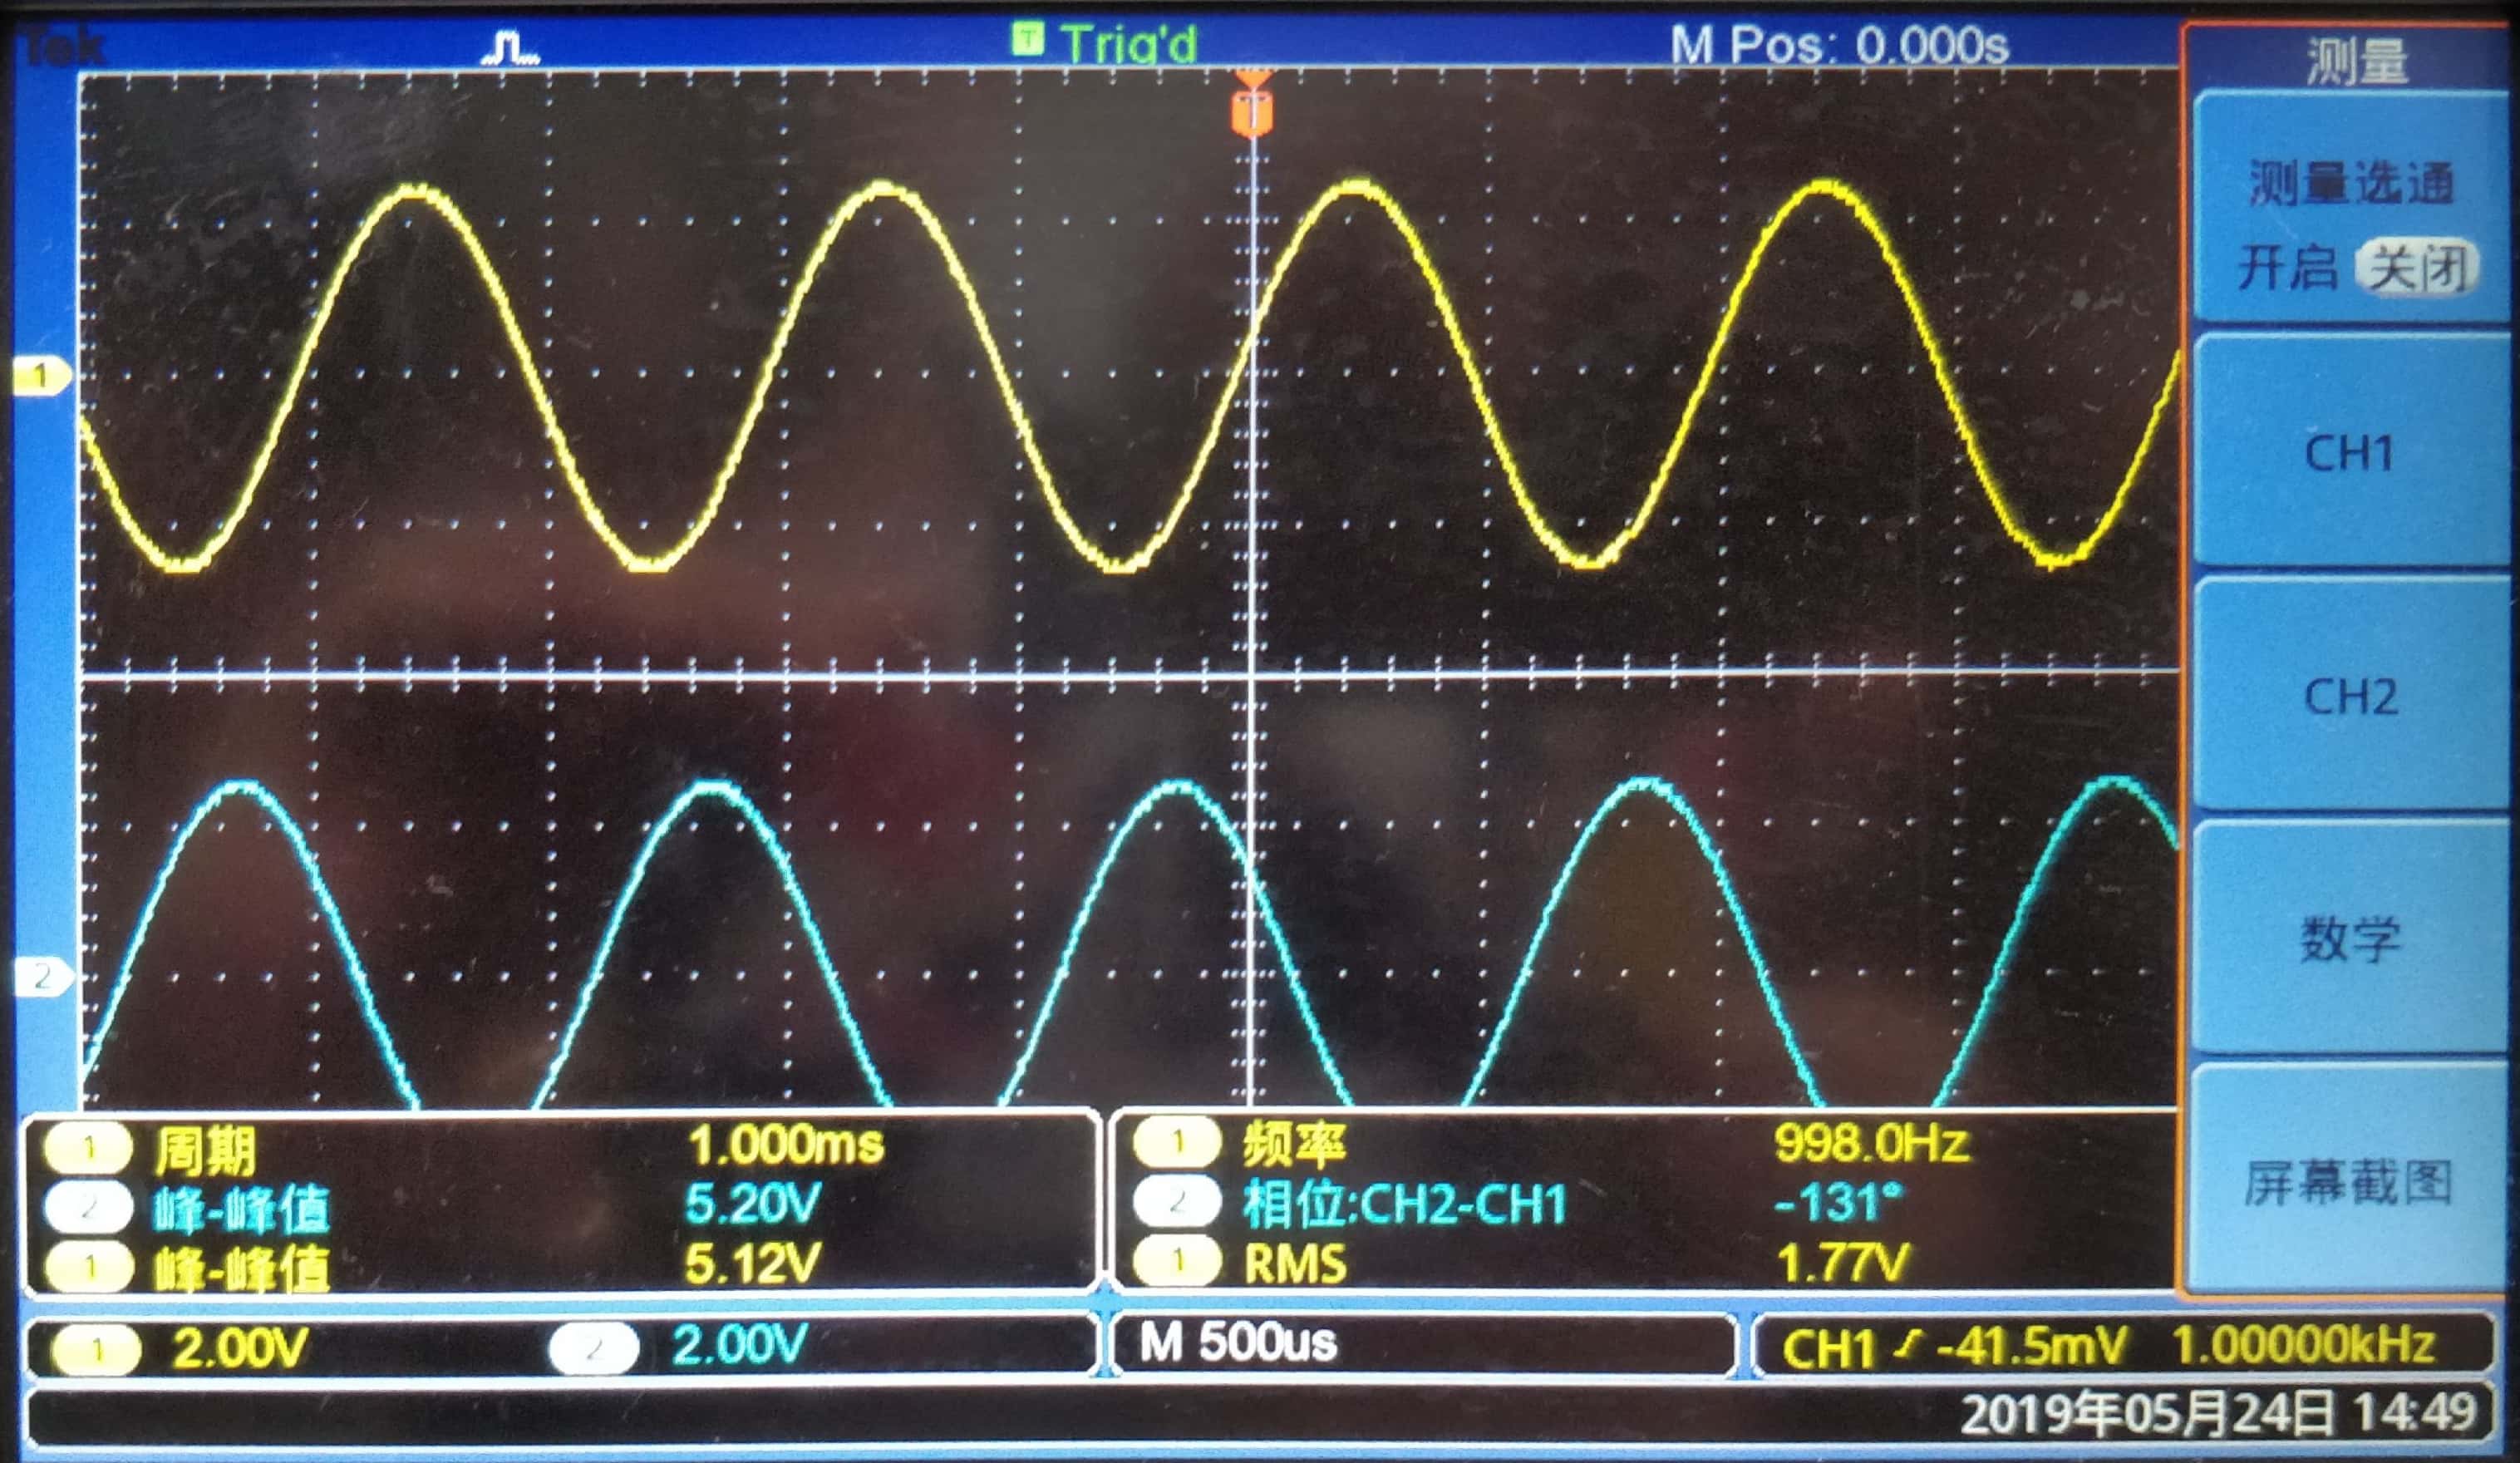 Tek
T Trig'd
M Pos: 0.000s
测量
T
测量选通
开启 关闭
1
CH1
CH2
2
数学
屏幕截图
1 周期 1.000ms
1 频率 998.0Hz
2 峰-峰值 5.20V
2 相位:CH2-CH1 -131°
1 峰-峰值 5.12V
1 RMS 1.77V
1 2.00V 2 2.00V M 500us CH1 -41.5mV 1.00000kHz
2019年05月24日 14:49